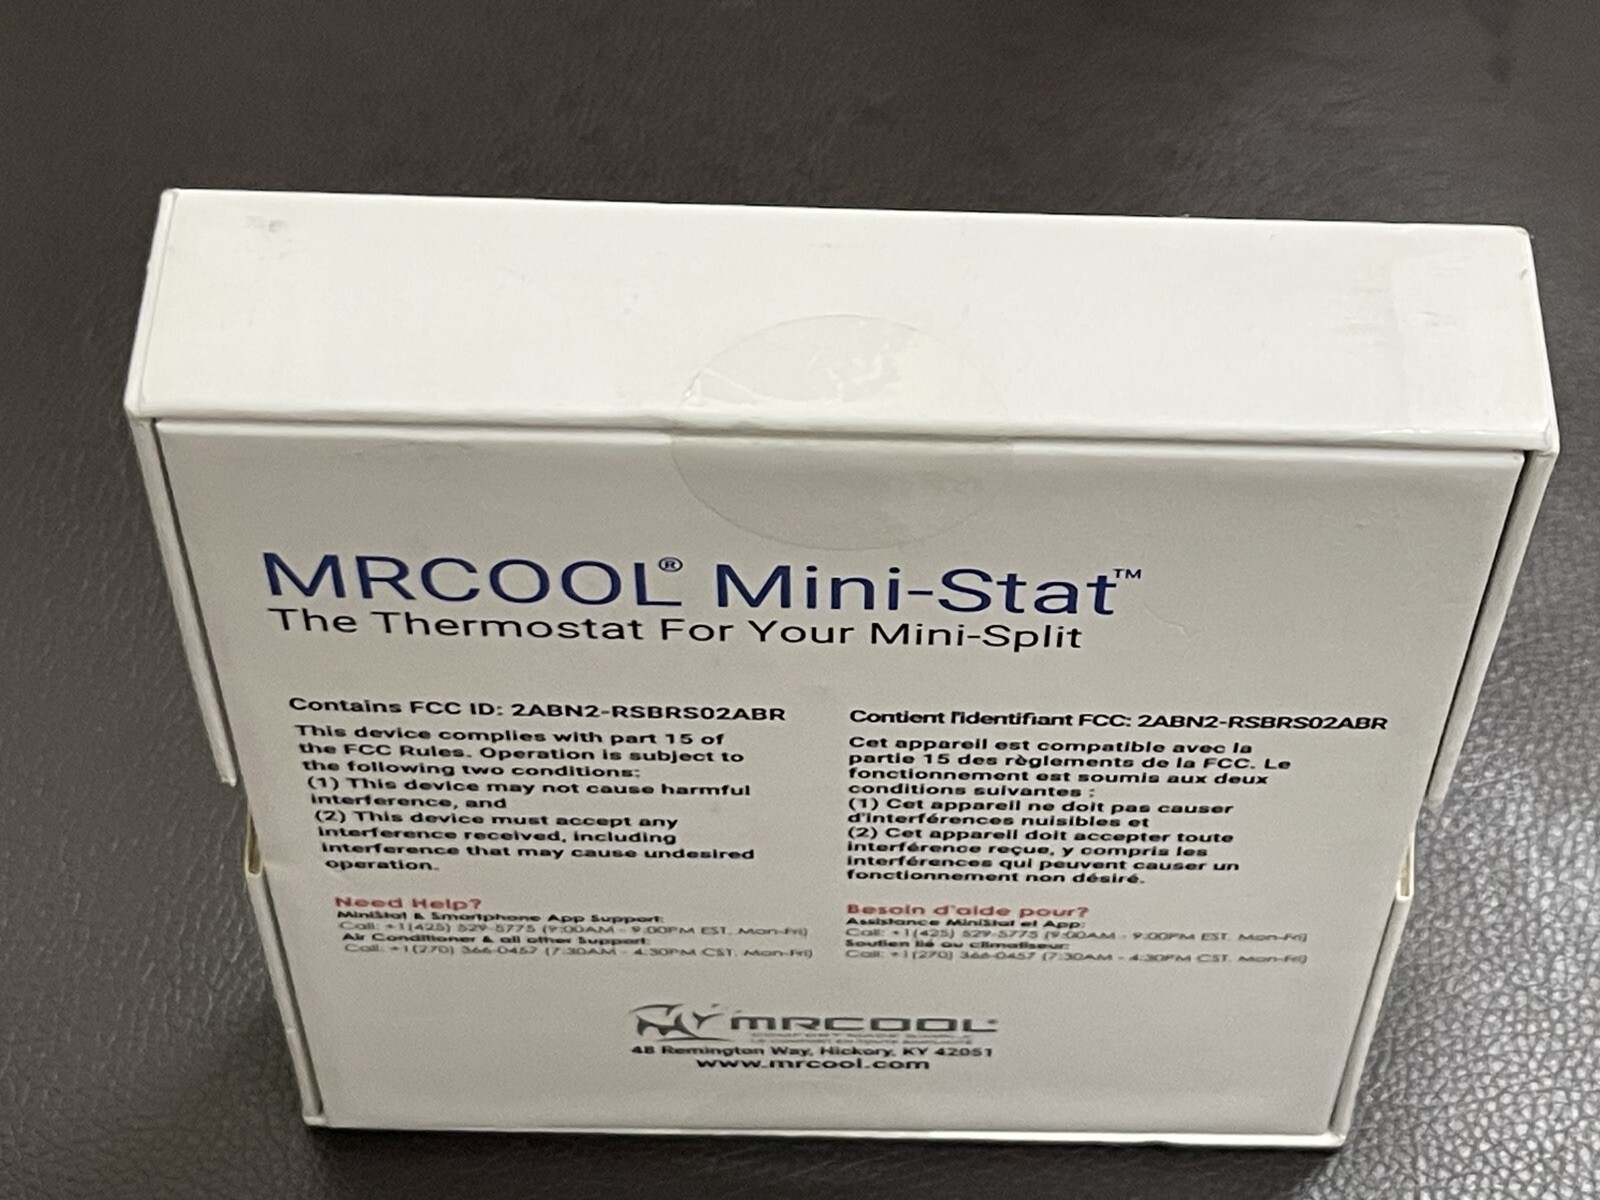 MRCOOL® Mini-Stat™
The Thermostat For Your Mini-Split
Contains FCC ID: 2ABN2-RSBRS02ABR
This device complies with part 15 of
the FCC Rules. Operation is subject to
the following two conditions:
(1) This device may not cause harmful
interference, and
(2) This device must accept any
interference received, including
interference that may cause undesired
operation.
Need Help?
MiniStat & Smartphone App Support:
Call: +1(425) 529-5775 (9:00AM - 9:00PM EST, Mon-Fri)
Air Conditioner & all other Support:
Call: +1(270) 366-0457 (7:30AM - 4:30PM CST, Mon-Fri)
Contient l'identifiant FCC: 2ABN2-RSBRS02ABR
Cet appareil est compatible avec la
partie 15 des règlements de la FCC. Le
fonctionnement est soumis aux deux
conditions suivantes :
(1) Cet appareil ne doit pas causer
d'interférences nuisibles et
(2) Cet appareil doit accepter toute
interférence reçue, y compris les
interférences qui peuvent causer un
fonctionnement non désiré.
Besoin d'aide pour?
Assistance MiniStat et App:
Call: +1(425) 529-5775 (9:00AM - 9:00PM EST, Mon-Fri)
Soutien lié au climatiseur:
Call: +1(270) 366-0457 (7:30AM - 4:30PM CST, Mon-Fri)
MRCOOL
48 Remington Way, Hickory, KY 42051
www.mrcool.com